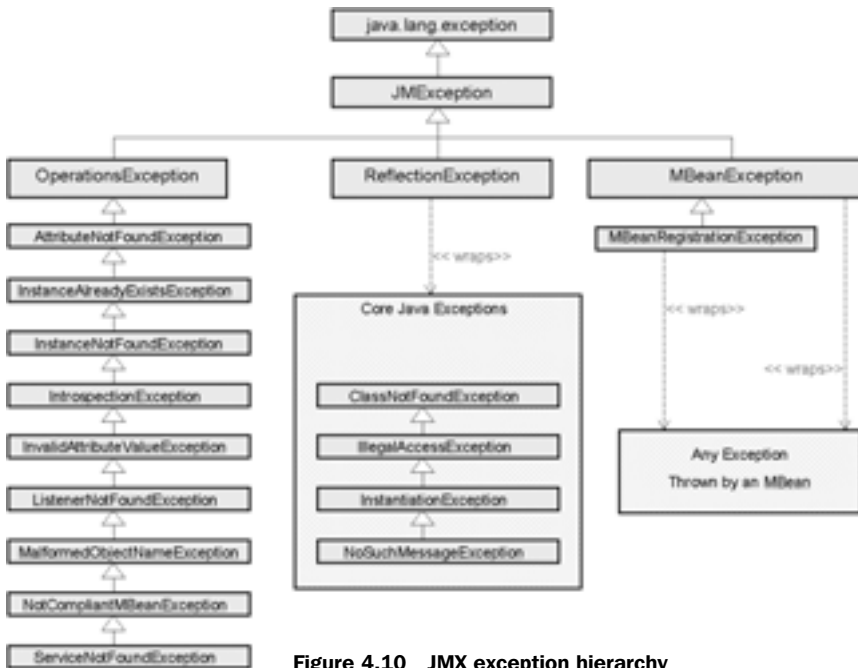 java.lang.exception
JMException
OperationsException
ReflectionException
MBeanException
AttributeNotFoundException
InstanceAlreadyExistsException
InstanceNotFoundException
IntrospectionException
InvalidAttributeValueException
ListenerNotFoundException
MalformedObjectNameException
NotCompliantMBeanException
ServiceNotFoundException
<< wraps>>
Core Java Exceptions
ClassNotFoundException
IllegalAccessException
InstantiationException
NoSuchMessageException
MBeanRegistrationException
<< wraps>>
<< wraps>>
Any Exception
Thrown by an MBean
Figure 4.10 JMX exception hierarchy